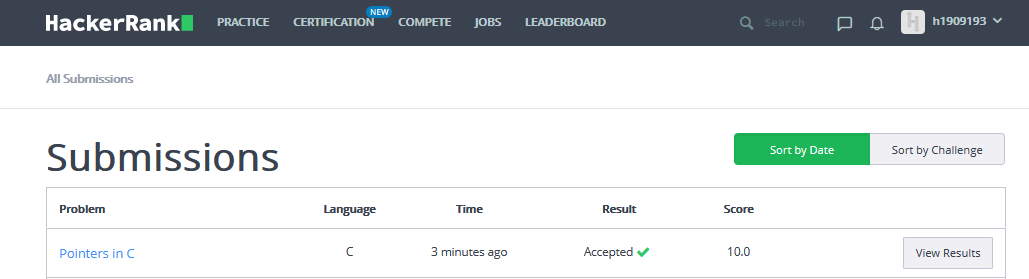 HackerRank PRACTICE CERTIFICATION NEW COMPETE JOBS LEADERBOARD Search h1909193
All Submissions
Submissions
Sort by Date Sort by Challenge
Problem Language Time Result Score
Pointers in C C 3 minutes ago Accepted 10.0 View Results